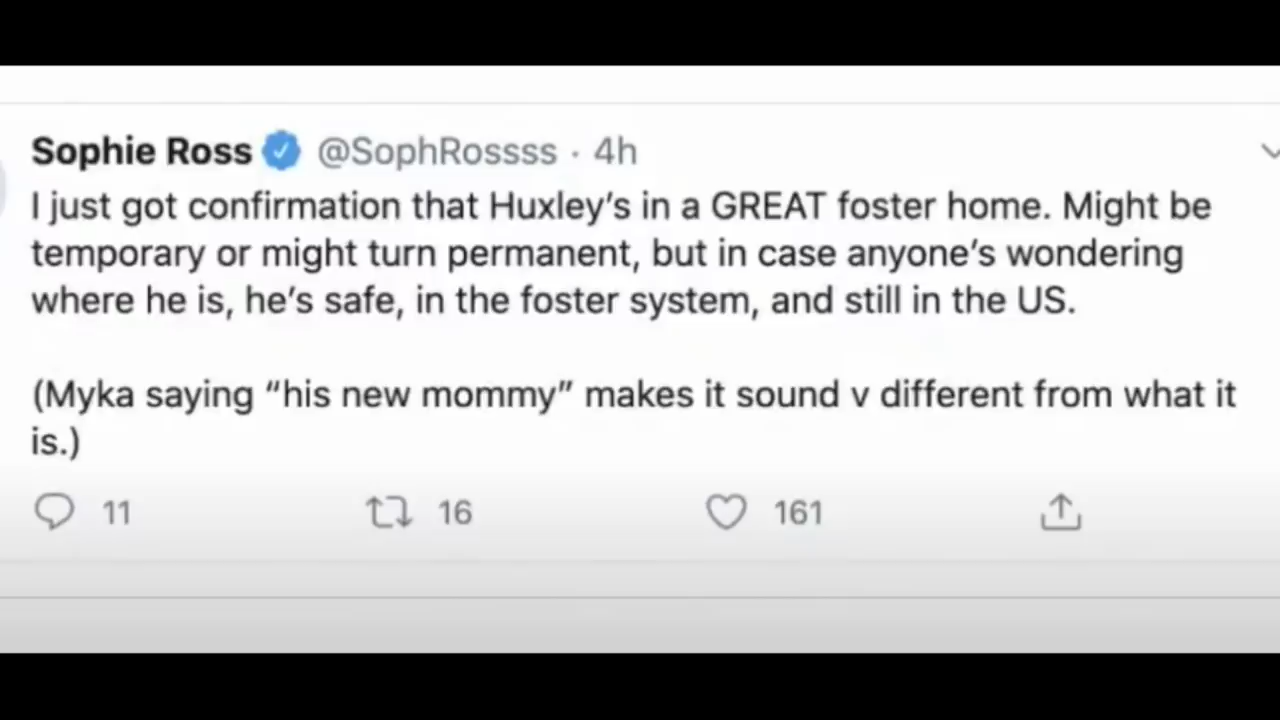 Sophie Ross @SophRossss · 4h
I just got confirmation that Huxley's in a GREAT foster home. Might be
temporary or might turn permanent, but in case anyone's wondering
where he is, he's safe, in the foster system, and still in the US.
(Myka saying “his new mommy” makes it sound v different from what it
is.)
11 16 161